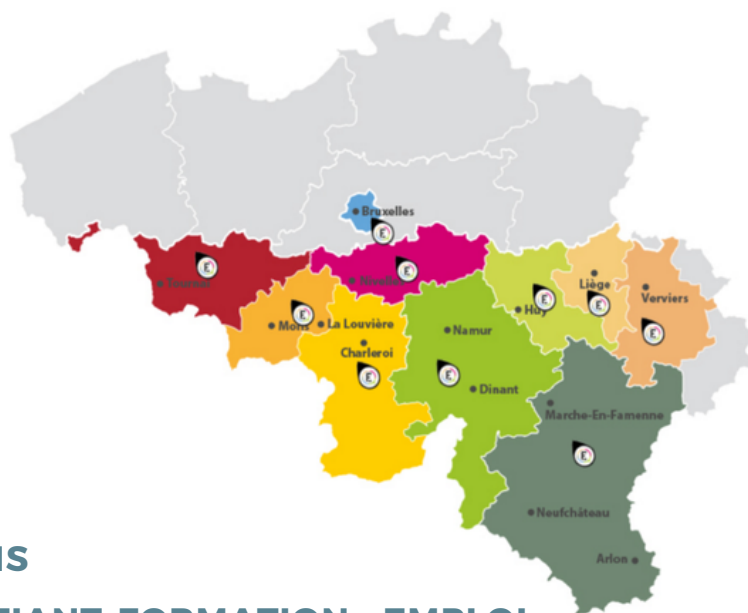 Bruxelles
Tournai
Nivelles
Mons
La Louvière
Charleroi
Namur
Dinant
Huy
Liège
Verviers
Marche-En-Famenne
Neufchâteau
Arlon